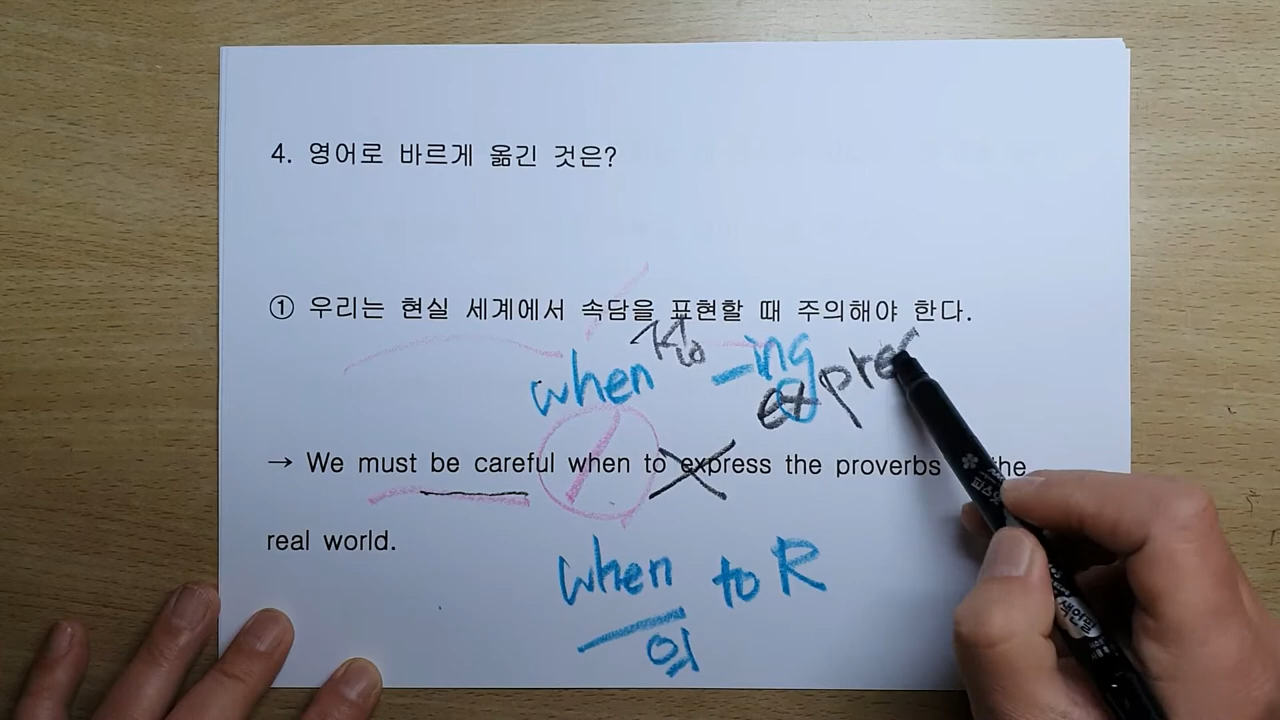 4. 영어로 바르게 옮긴 것은?
① 우리는 현실 세계에서 속담을 표현할 때 주의해야 한다.
when 접 -ing
expres
→ We must be careful when to express the proverbs the
real world.
when to R
의